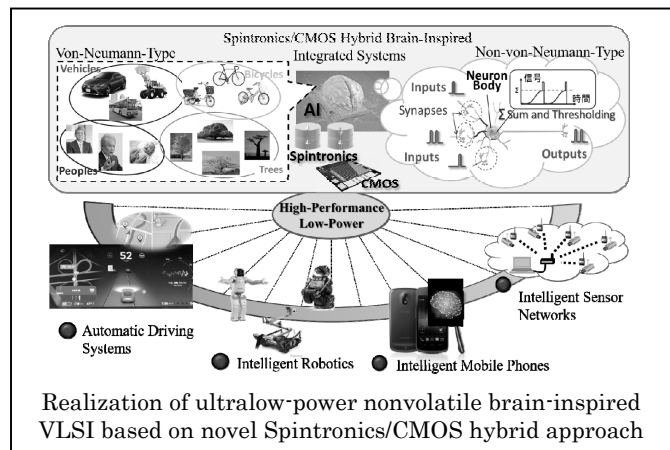 Spintronics/CMOS Hybrid Brain-Inspired
Integrated Systems
Von-Neumann-Type
Non-von-Neumann-Type
Vehicles
Bicycles
Peoples
Trees
AI
Spintronics
CMOS
Inputs
Synapses
Inputs
Neuron
Body
Σ
信号
時間
Σ Sum and Thresholding
Outputs
High-Performance
Low-Power
52
Automatic Driving
Systems
Intelligent Robotics
Intelligent Mobile Phones
Intelligent Sensor
Networks
Realization of ultralow-power nonvolatile brain-inspired
VLSI based on novel Spintronics/CMOS hybrid approach